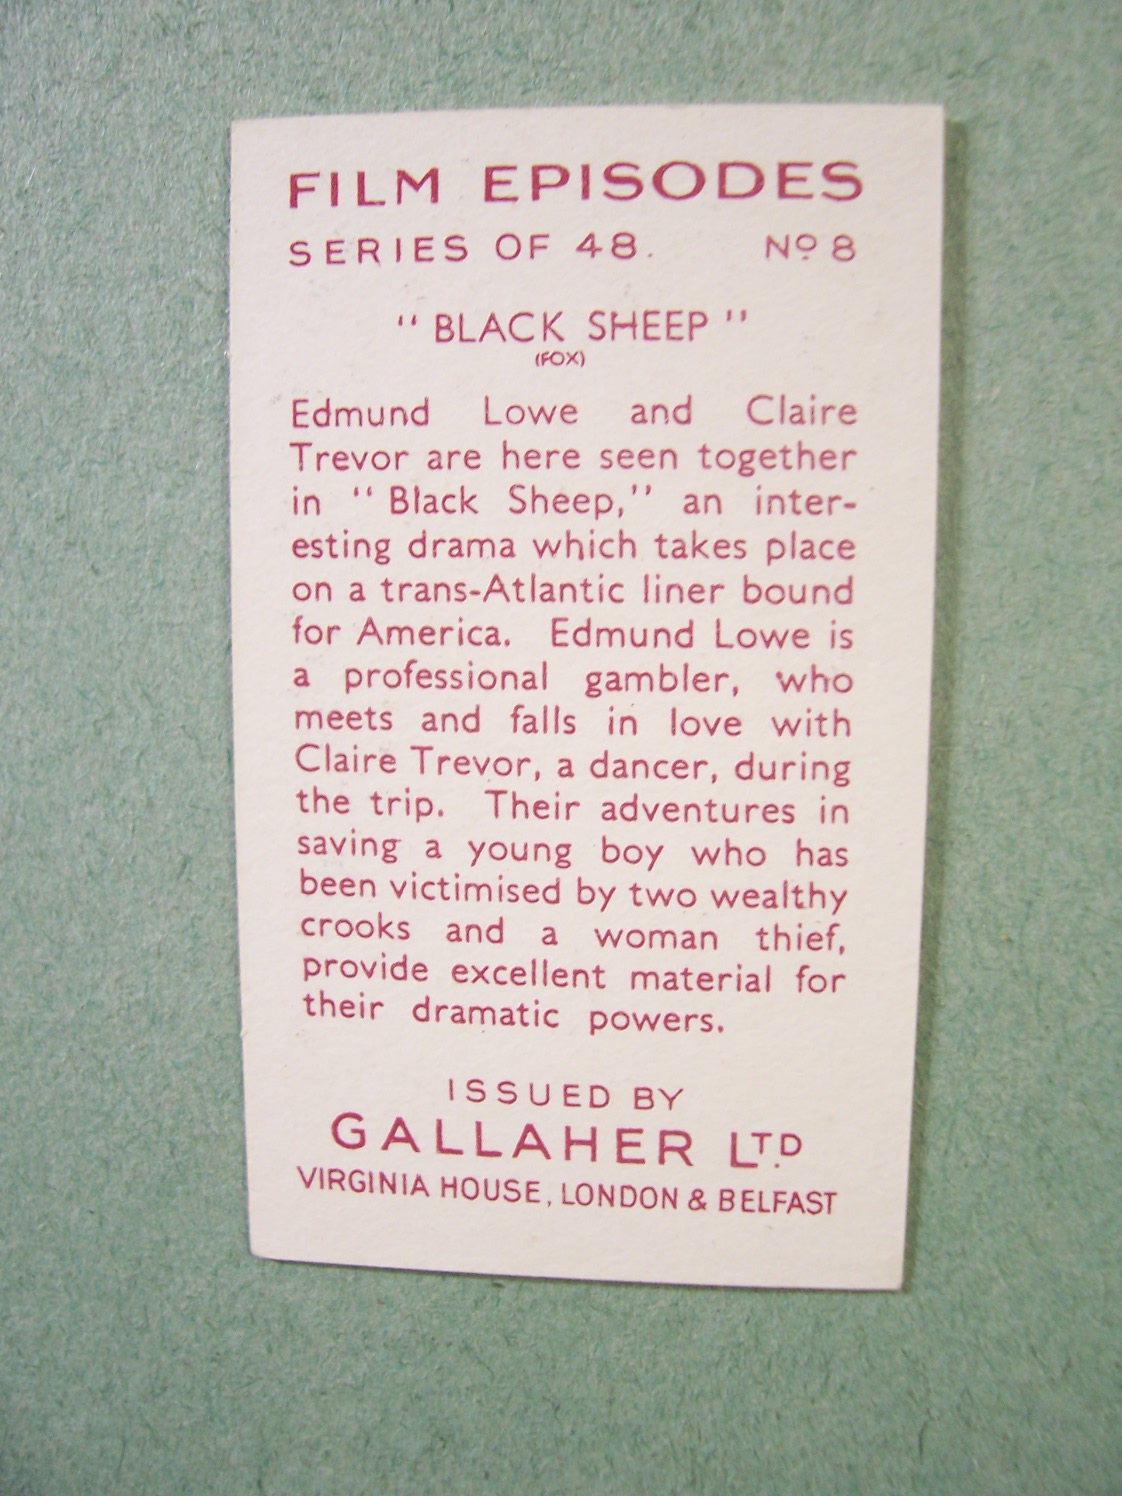 FILM EPISODES
SERIES OF 48. Nº 8
" BLACK SHEEP "
(FOX)
Edmund Lowe and Claire
Trevor are here seen together
in " Black Sheep," an inter-
esting drama which takes place
on a trans-Atlantic liner bound
for America. Edmund Lowe is
a professional gambler, who
meets and falls in love with
Claire Trevor, a dancer, during
the trip. Their adventures in
saving a young boy who has
been victimised by two wealthy
crooks and a woman thief,
provide excellent material for
their dramatic powers.
ISSUED BY
GALLAHER LTD
VIRGINIA HOUSE, LONDON & BELFAST